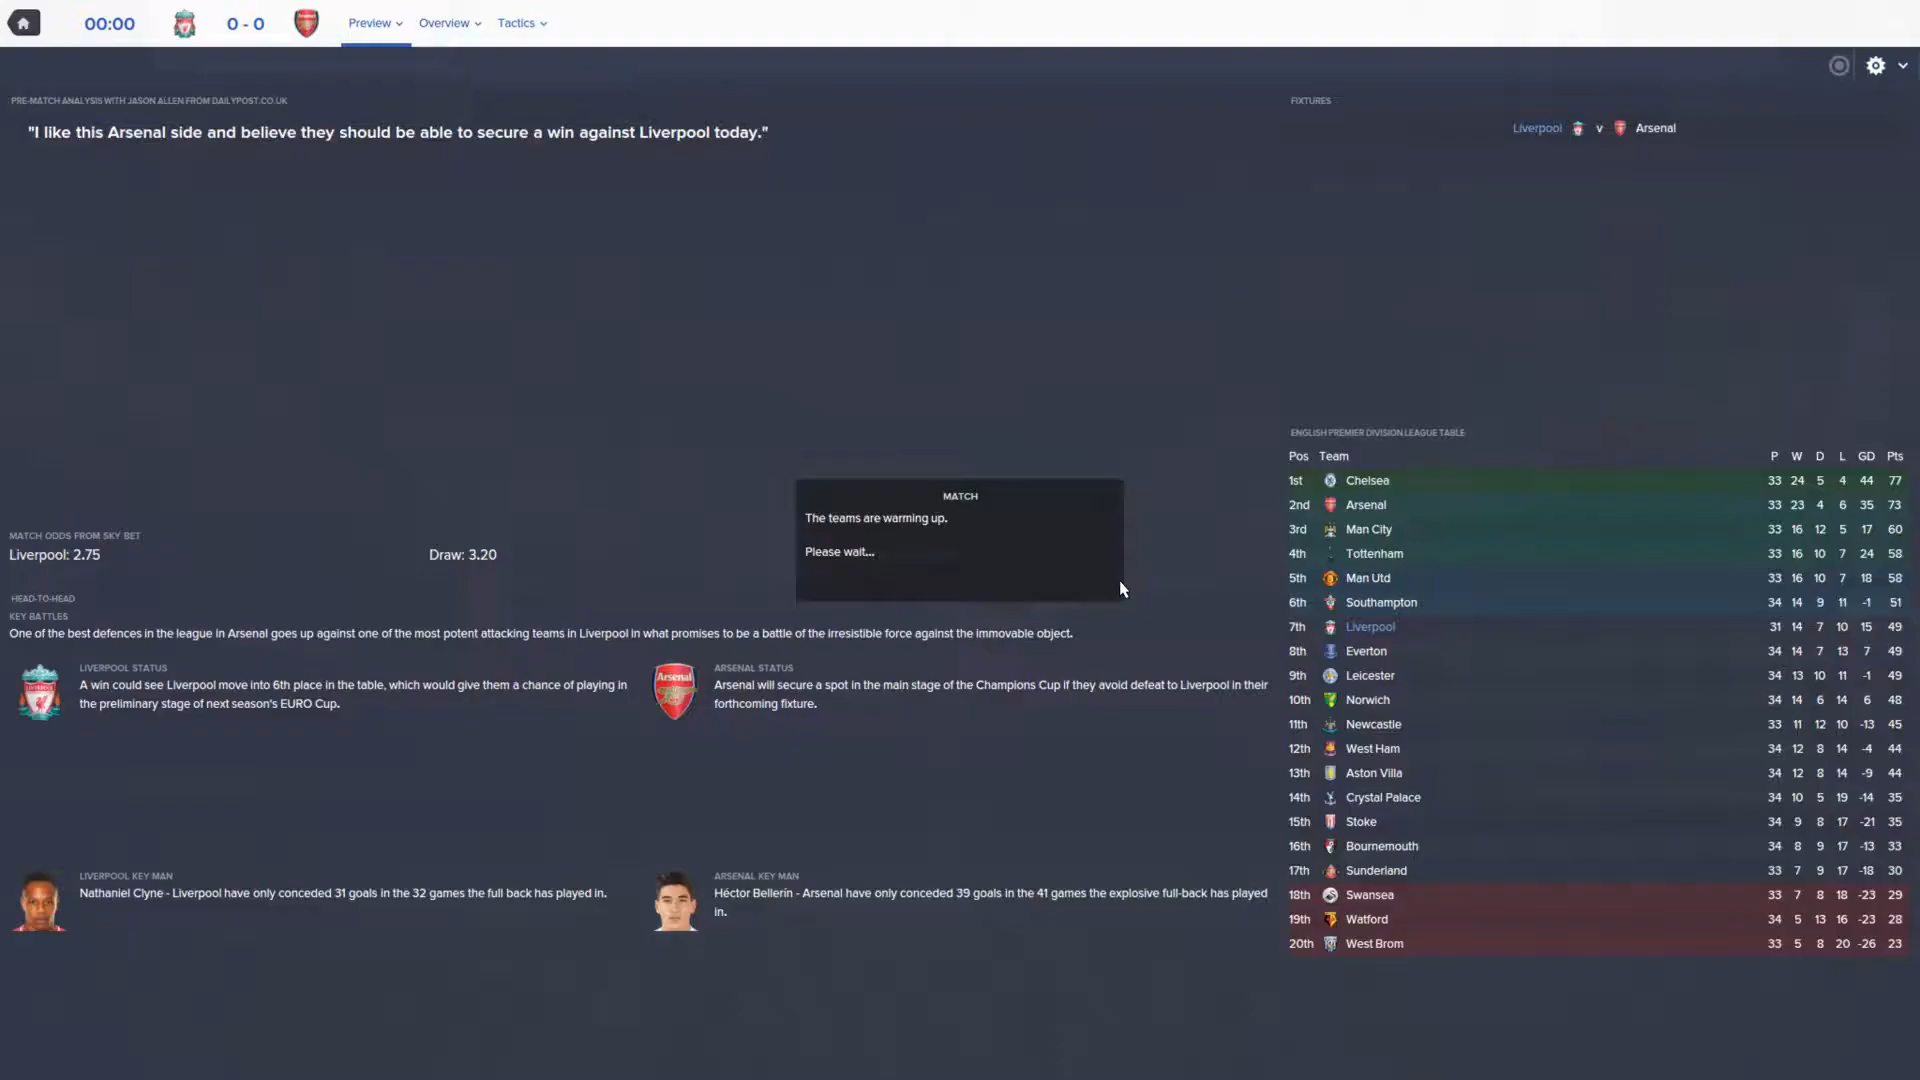 00:00 0 - 0 Preview Overview Tactics
PRE-MATCH ANALYSIS WITH JASON ALLEN FROM DAILYPOST.CO.UK
"I like this Arsenal side and believe they should be able to secure a win against Liverpool today."
FIXTURES
Liverpool v Arsenal
MATCH
The teams are warming up.
Please wait...
MATCH ODDS FROM SKY BET
Liverpool: 2.75 Draw: 3.20
HEAD-TO-HEAD
KEY BATTLES
One of the best defences in the league in Arsenal goes up against one of the most potent attacking teams in Liverpool in what promises to be a battle of the irresistible force against the immovable object.
LIVERPOOL STATUS
A win could see Liverpool move into 6th place in the table, which would give them a chance of playing in
the preliminary stage of next season's EURO Cup.
Arsenal
ARSENAL STATUS
Arsenal will secure a spot in the main stage of the Champions Cup if they avoid defeat to Liverpool in their
forthcoming fixture.
LIVERPOOL KEY MAN
Nathaniel Clyne - Liverpool have only conceded 31 goals in the 32 games the full back has played in.
ARSENAL KEY MAN
Héctor Bellerín - Arsenal have only conceded 39 goals in the 41 games the explosive full-back has played
in.
ENGLISH PREMIER DIVISION LEAGUE TABLE
Pos Team P W D L GD Pts
1st Chelsea 33 24 5 4 44 77
2nd Arsenal 33 23 4 6 35 73
3rd Man City 33 16 12 5 17 60
4th Tottenham 33 16 10 7 24 58
5th Man Utd 33 16 10 7 18 58
6th Southampton 34 14 9 11 -1 51
7th Liverpool 31 14 7 10 15 49
8th Everton 34 14 7 13 7 49
9th Leicester 34 13 10 11 -1 49
10th Norwich 34 14 6 14 6 48
11th Newcastle 33 11 12 10 -13 45
12th West Ham 34 12 8 14 -4 44
13th Aston Villa 34 12 8 14 -9 44
14th Crystal Palace 34 10 5 19 -14 35
15th Stoke 34 9 8 17 -21 35
16th Bournemouth 34 8 9 17 -13 33
17th Sunderland 33 7 9 17 -18 30
18th Swansea 33 7 8 18 -23 29
19th Watford 34 5 13 16 -23 28
20th West Brom 33 5 8 20 -26 23